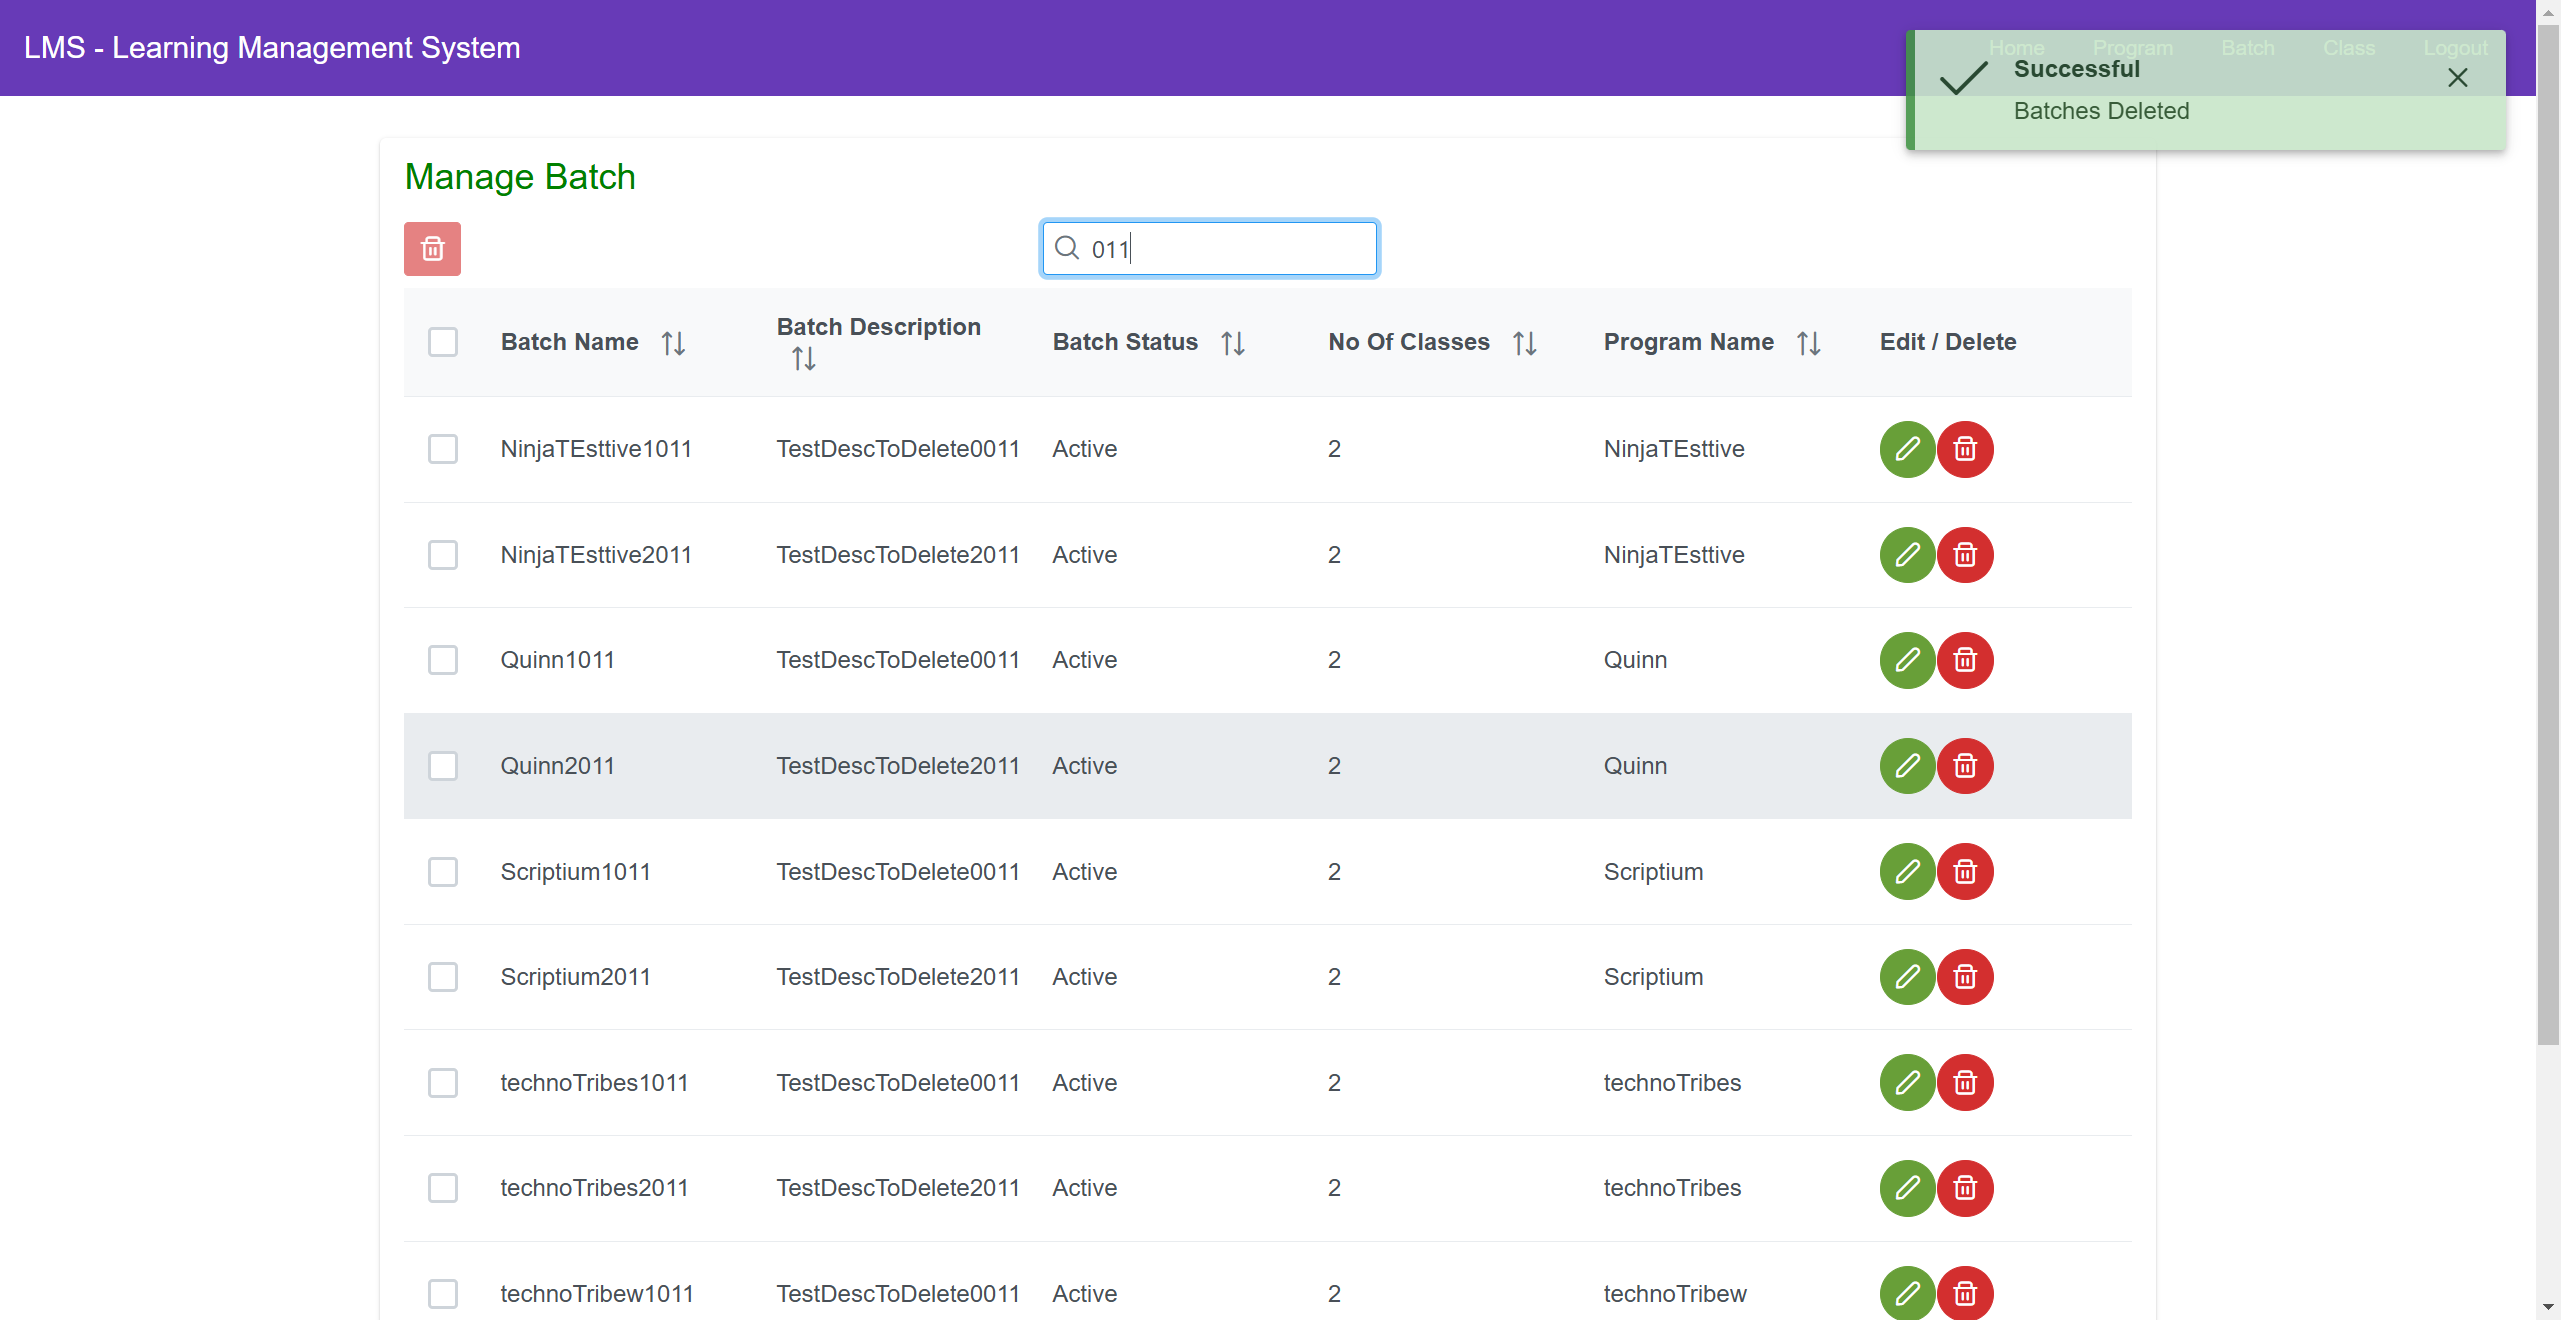 LMS - Learning Management System
Home Program Batch Class Logout
Successful
Batches Deleted
Manage Batch
011
Batch Name Batch Description Batch Status No Of Classes Program Name Edit / Delete
NinjaTEsttive1011 TestDescToDelete0011 Active 2 NinjaTEsttive
NinjaTEsttive2011 TestDescToDelete2011 Active 2 NinjaTEsttive
Quinn1011 TestDescToDelete0011 Active 2 Quinn
Quinn2011 TestDescToDelete2011 Active 2 Quinn
Scriptium1011 TestDescToDelete0011 Active 2 Scriptium
Scriptium2011 TestDescToDelete2011 Active 2 Scriptium
technoTribes1011 TestDescToDelete0011 Active 2 technoTribes
technoTribes2011 TestDescToDelete2011 Active 2 technoTribes
technoTribew1011 TestDescToDelete0011 Active 2 technoTribew